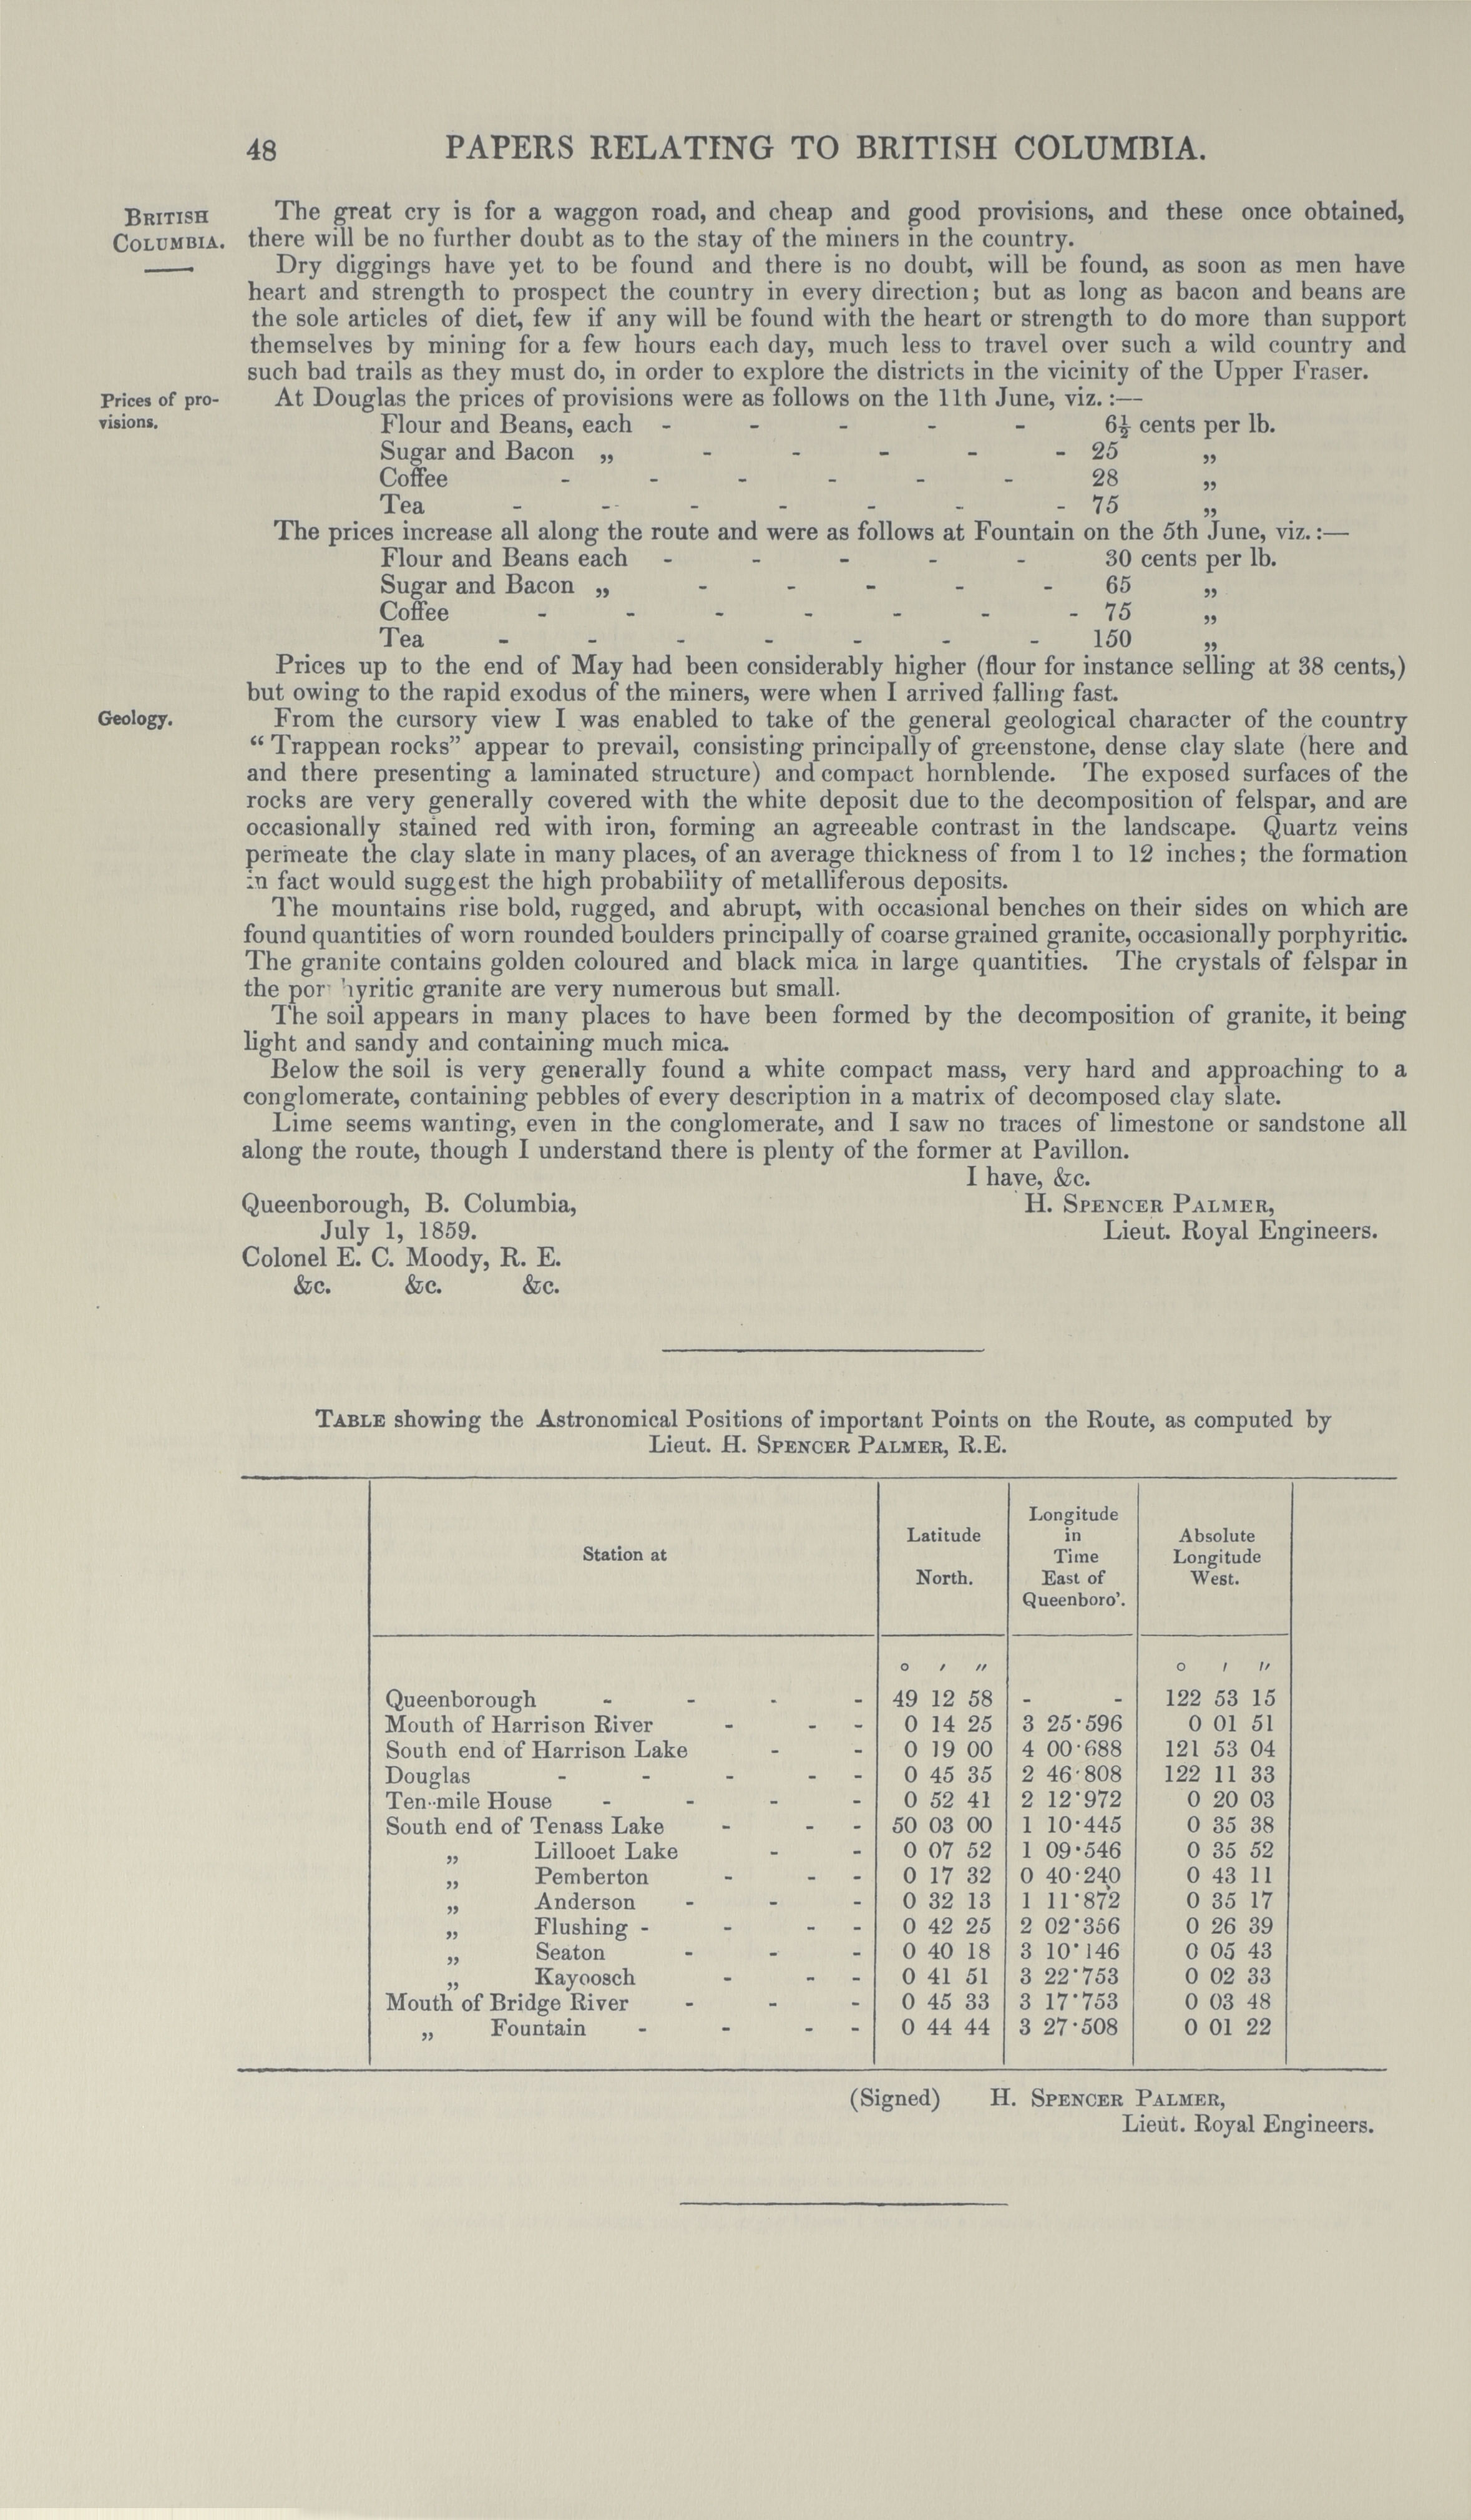 48 PAPERS RELATING TO BRITISH COLUMBIA.
BRITISH
COLUMBIA.
The great cry is for a waggon road, and cheap and good provisions, and these once obtained,
there will be no further doubt as to the stay of the miners in the country.
Dry diggings have yet to be found and there is no doubt, will be found, as soon as men have
heart and strength to prospect the country in every direction; but as long as bacon and beans are
the sole articles of diet, few if any will be found with the heart or strength to do more than support
themselves by mining for a few hours each day, much less to travel over such a wild country and
such bad trails as they must do, in order to explore the districts in the vicinity of the Upper Fraser.
Prices of pro-
visions.
At Douglas the prices of provisions were as follows on the 11th June, viz.:—
Flour and Beans, each - - - - - 6½ cents per lb.
Sugar and Bacon „ - - - - - 25 „
Coffee - - - - - - 28 „
Tea - - - - - - - 75 „
The prices increase all along the route and were as follows at Fountain on the 5th June, viz.:—
Flour and Beans each - - - - - 30 cents per lb.
Sugar and Bacon „ - - - - - 65 „
Coffee - - - - - - - 75 „
Tea - - - - - - - 150 „
Prices up to the end of May had been considerably higher (flour for instance selling at 38 cents,)
but owing to the rapid exodus of the miners, were when I arrived falling fast.
Geology.
From the cursory view I was enabled to take of the general geological character of the country
“Trappean rocks” appear to prevail, consisting principally of greenstone, dense clay slate (here and
and there presenting a laminated structure) and compact hornblende. The exposed surfaces of the
rocks are very generally covered with the white deposit due to the decomposition of felspar, and are
occasionally stained red with iron, forming an agreeable contrast in the landscape. Quartz veins
permeate the clay slate in many places, of an average thickness of from 1 to 12 inches; the formation
in fact would suggest the high probability of metalliferous deposits.
The mountains rise bold, rugged, and abrupt, with occasional benches on their sides on which are
found quantities of worn rounded boulders principally of coarse grained granite, occasionally porphyritic.
The granite contains golden coloured and black mica in large quantities. The crystals of felspar in
the por hyritic granite are very numerous but small.
The soil appears in many places to have been formed by the decomposition of granite, it being
light and sandy and containing much mica.
Below the soil is very generally found a white compact mass, very hard and approaching to a
conglomerate, containing pebbles of every description in a matrix of decomposed clay slate.
Lime seems wanting, even in the conglomerate, and I saw no traces of limestone or sandstone all
along the route, though I understand there is plenty of the former at Pavillon.
I have, &c.
Queenborough, B. Columbia, H. SPENCER PALMER,
July 1, 1859. Lieut. Royal Engineers.
Colonel E. C. Moody, R. E.
&c. &c. &c.
TABLE showing the Astronomical Positions of important Points on the Route, as computed by
Lieut. H. SPENCER PALMER, R.E.
Station at
Latitude
North.
Longitude
in
Time
East of
Queenboro’.
Absolute
Longitude
West.
° ′ ″ ° ′ ″
Queenborough - - - - 49 12 58 - - 122 53 15
Mouth of Harrison River - - - 0 14 25 3 25·596 0 01 51
South end of Harrison Lake - - 0 19 00 4 00·688 121 53 04
Douglas - - - - - 0 45 35 2 46·808 122 11 33
Ten-mile House - - - - 0 52 41 2 12·972 0 20 03
South end of Tenass Lake - - - 50 03 00 1 10·445 0 35 38
„ Lillooet Lake - - 0 07 52 1 09·546 0 35 52
„ Pemberton - - - 0 17 32 0 40·240 0 43 11
„ Anderson - - - 0 32 13 1 11·872 0 35 17
„ Flushing - - - - 0 42 25 2 02·356 0 26 39
„ Seaton - - - 0 40 18 3 10·146 0 05 43
„ Kayoosch - - - 0 41 51 3 22·753 0 02 33
Mouth of Bridge River - - - 0 45 33 3 17·753 0 03 48
„ Fountain - - - - 0 44 44 3 27·508 0 01 22
(Signed) H. SPENCER PALMER,
Lieut. Royal Engineers.